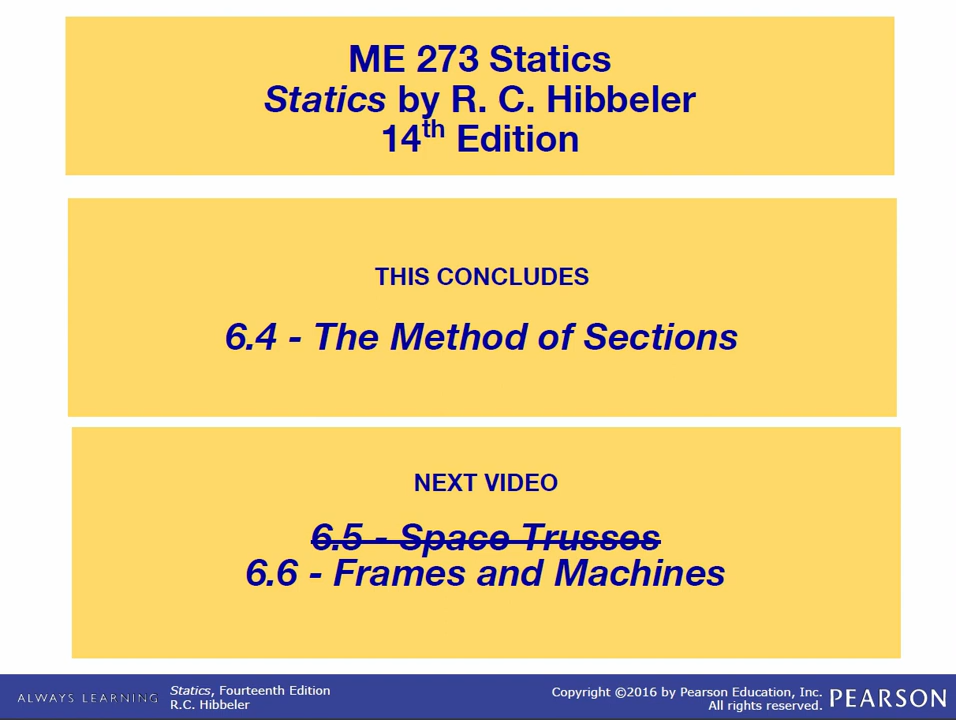 ME 273 Statics
Statics by R. C. Hibbeler
14th Edition
THIS CONCLUDES
6.4 - The Method of Sections
NEXT VIDEO
6.5 - Space Trusses
6.6 - Frames and Machines
ALWAYS LEARNING
Statics, Fourteenth Edition
R.C. Hibbeler
Copyright ©2016 by Pearson Education, Inc.
All rights reserved.
PEARSON